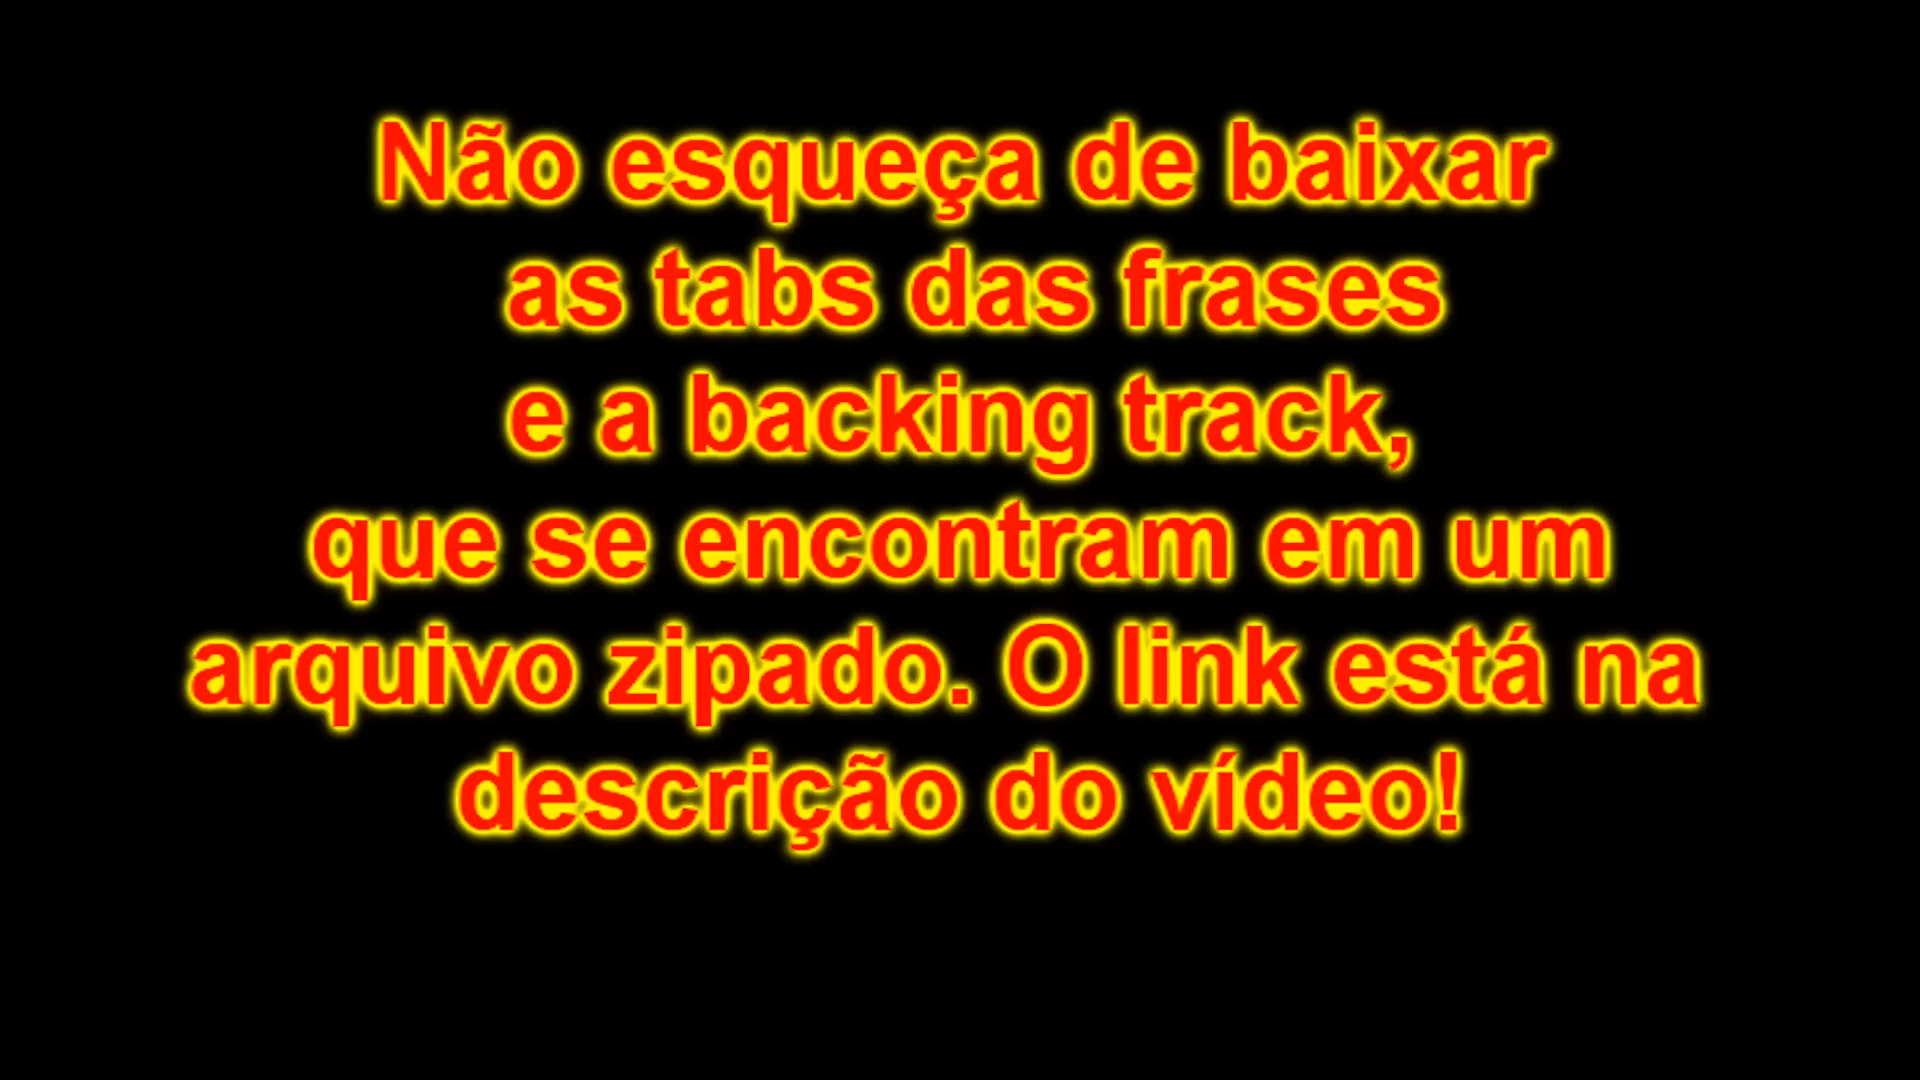 Não esqueça de baixar
as tabs das frases
e a backing track,
que se encontram em um
arquivo zipado. O link está na
descrição do vídeo!